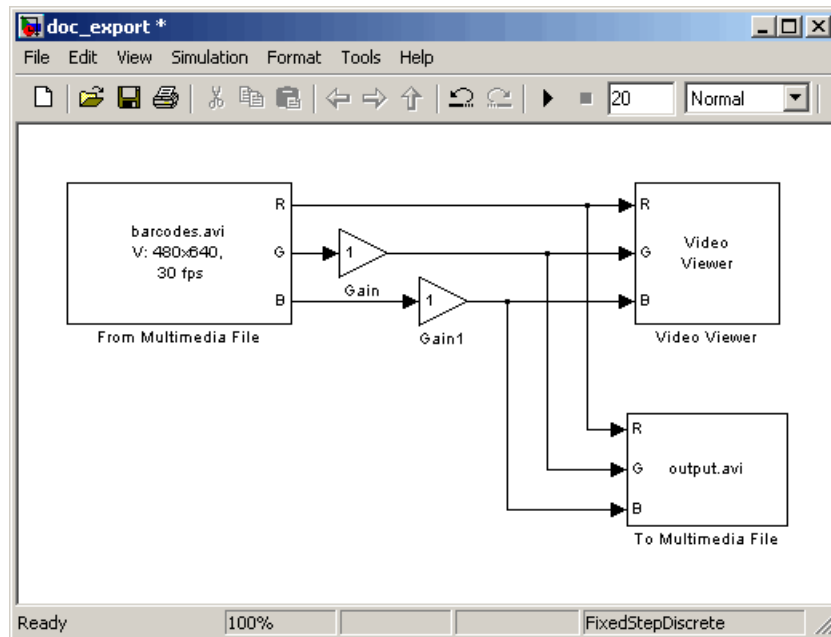 doc_export *
File Edit View Simulation Format Tools Help
20 Normal
R
barcodes.avi
V: 480x640,
30 fps
G
B
From Multimedia File
1
Gain
1
Gain1
R
G
B
Video
Viewer
Video Viewer
R
G
B
output.avi
To Multimedia File
Ready 100% FixedStepDiscrete